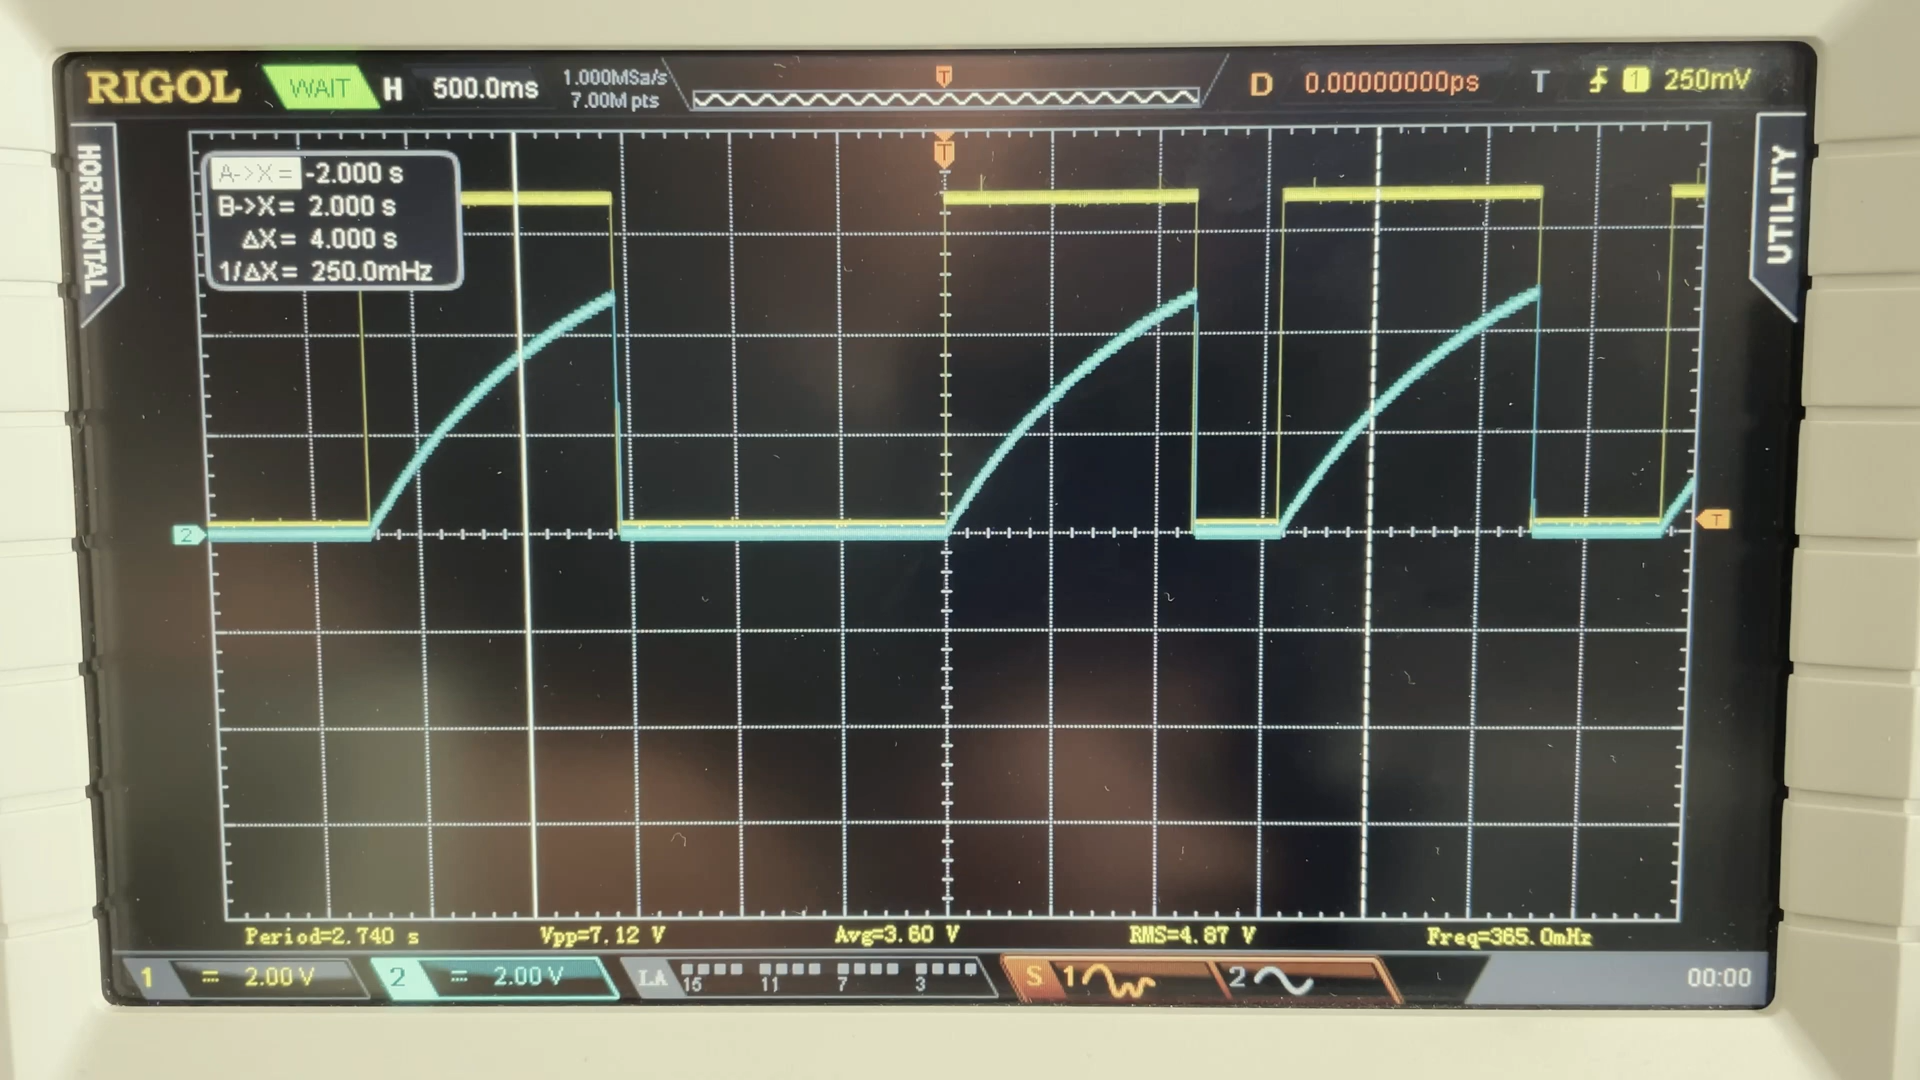 RIGOL WAIT H 500.0ms 1.000MSa/s D 0.00000000ps T 1 250mV
7.00M pts
T
HORIZONTAL
UTILITY
T
A->X= -2.000 s
B->X= 2.000 s
ΔX= 4.000 s
1/ΔX= 250.0mHz
2
T
Period=2.740 s Vpp=7.12 V Avg=3.60 V RMS=4.87 V Freq=365.0mHz
1 2.00 V 2 2.00 V LA 15 11 7 3 S 1 2 00:00